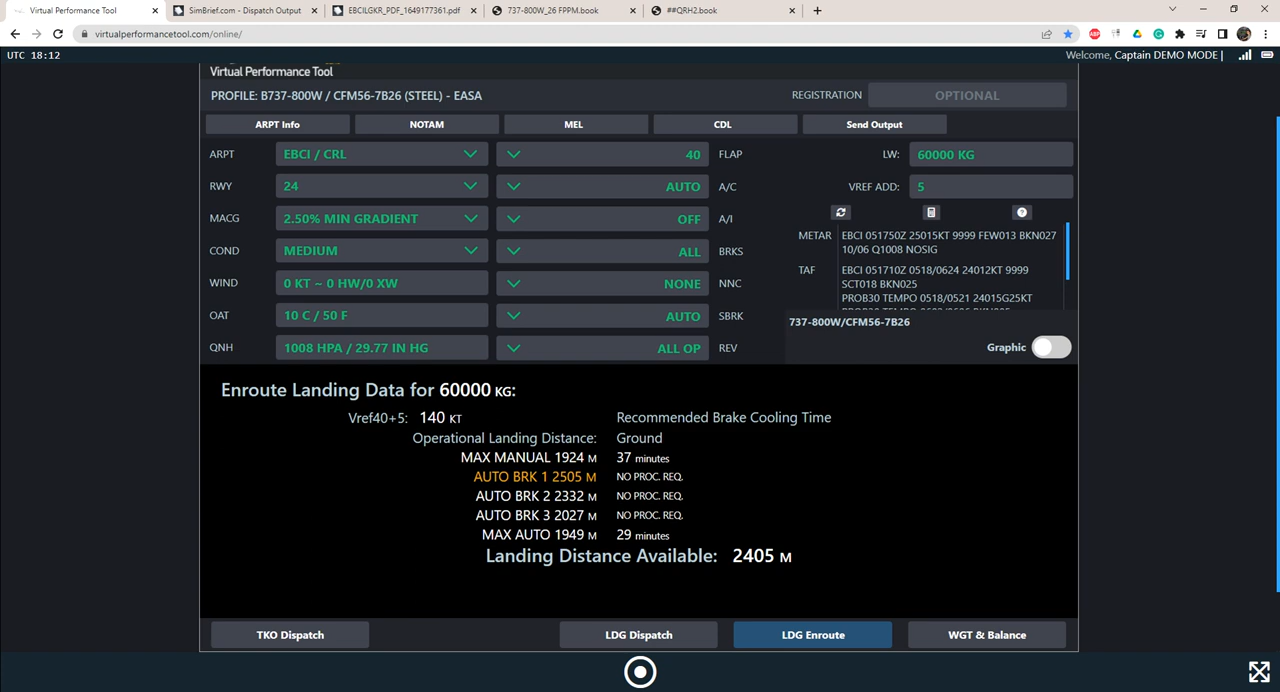 Virtual Performance Tool
SimBrief.com - Dispatch Output
EBCILGKR_PDF_1649177361.pdf
737-800W_26 FPPM.book
##QRH2.book
virtualperformancetool.com/online/
UTC 18:12
Welcome, Captain DEMO MODE |
Virtual Performance Tool
PROFILE: B737-800W / CFM56-7B26 (STEEL) - EASA
REGISTRATION OPTIONAL
ARPT Info NOTAM MEL CDL Send Output
ARPT EBCI / CRL 40 FLAP LW: 60000 KG
RWY 24 AUTO A/C VREF ADD: 5
MACG 2.50% MIN GRADIENT OFF A/I
COND MEDIUM ALL BRKS
WIND 0 KT ~ 0 HW/0 XW NONE NNC
OAT 10 C / 50 F AUTO SBRK
QNH 1008 HPA / 29.77 IN HG ALL OP REV
METAR EBCI 051750Z 25015KT 9999 FEW013 BKN027
10/06 Q1008 NOSIG
TAF EBCI 051710Z 0518/0624 24012KT 9999
SCT018 BKN025
PROB30 TEMPO 0518/0521 24015G25KT
737-800W/CFM56-7B26
Graphic
Enroute Landing Data for 60000 KG:
Vref40+5: 140 KT Recommended Brake Cooling Time
Operational Landing Distance: Ground
MAX MANUAL 1924 M 37 minutes
AUTO BRK 1 2505 M NO PROC. REQ.
AUTO BRK 2 2332 M NO PROC. REQ.
AUTO BRK 3 2027 M NO PROC. REQ.
MAX AUTO 1949 M 29 minutes
Landing Distance Available: 2405 M
TKO Dispatch LDG Dispatch LDG Enroute WGT & Balance